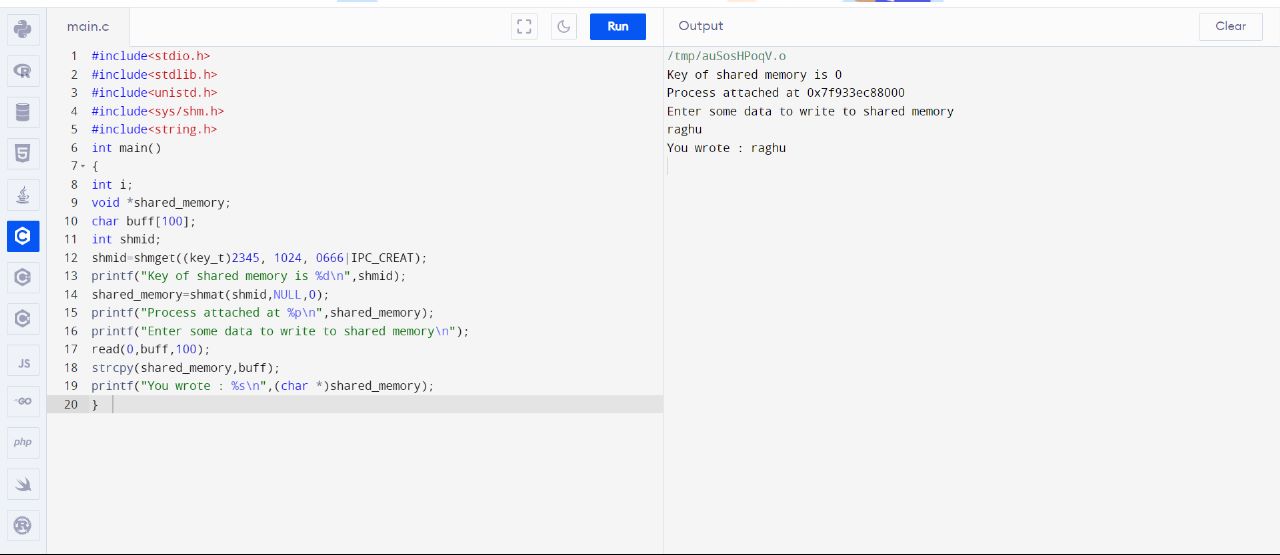 main.c
Run
Output
Clear
1 #include<stdio.h>
2 #include<stdlib.h>
3 #include<unistd.h>
4 #include<sys/shm.h>
5 #include<string.h>
6 int main()
7 {
8 int i;
9 void *shared_memory;
10 char buff[100];
11 int shmid;
12 shmid=shmget((key_t)2345, 1024, 0666|IPC_CREAT);
13 printf("Key of shared memory is %d\n",shmid);
14 shared_memory=shmat(shmid,NULL,0);
15 printf("Process attached at %p\n",shared_memory);
16 printf("Enter some data to write to shared memory\n");
17 read(0,buff,100);
18 strcpy(shared_memory,buff);
19 printf("You wrote : %s\n",(char *)shared_memory);
20 }
/tmp/auSosHPoqV.o
Key of shared memory is 0
Process attached at 0x7f933ec88000
Enter some data to write to shared memory
raghu
You wrote : raghu
JS
GO
php